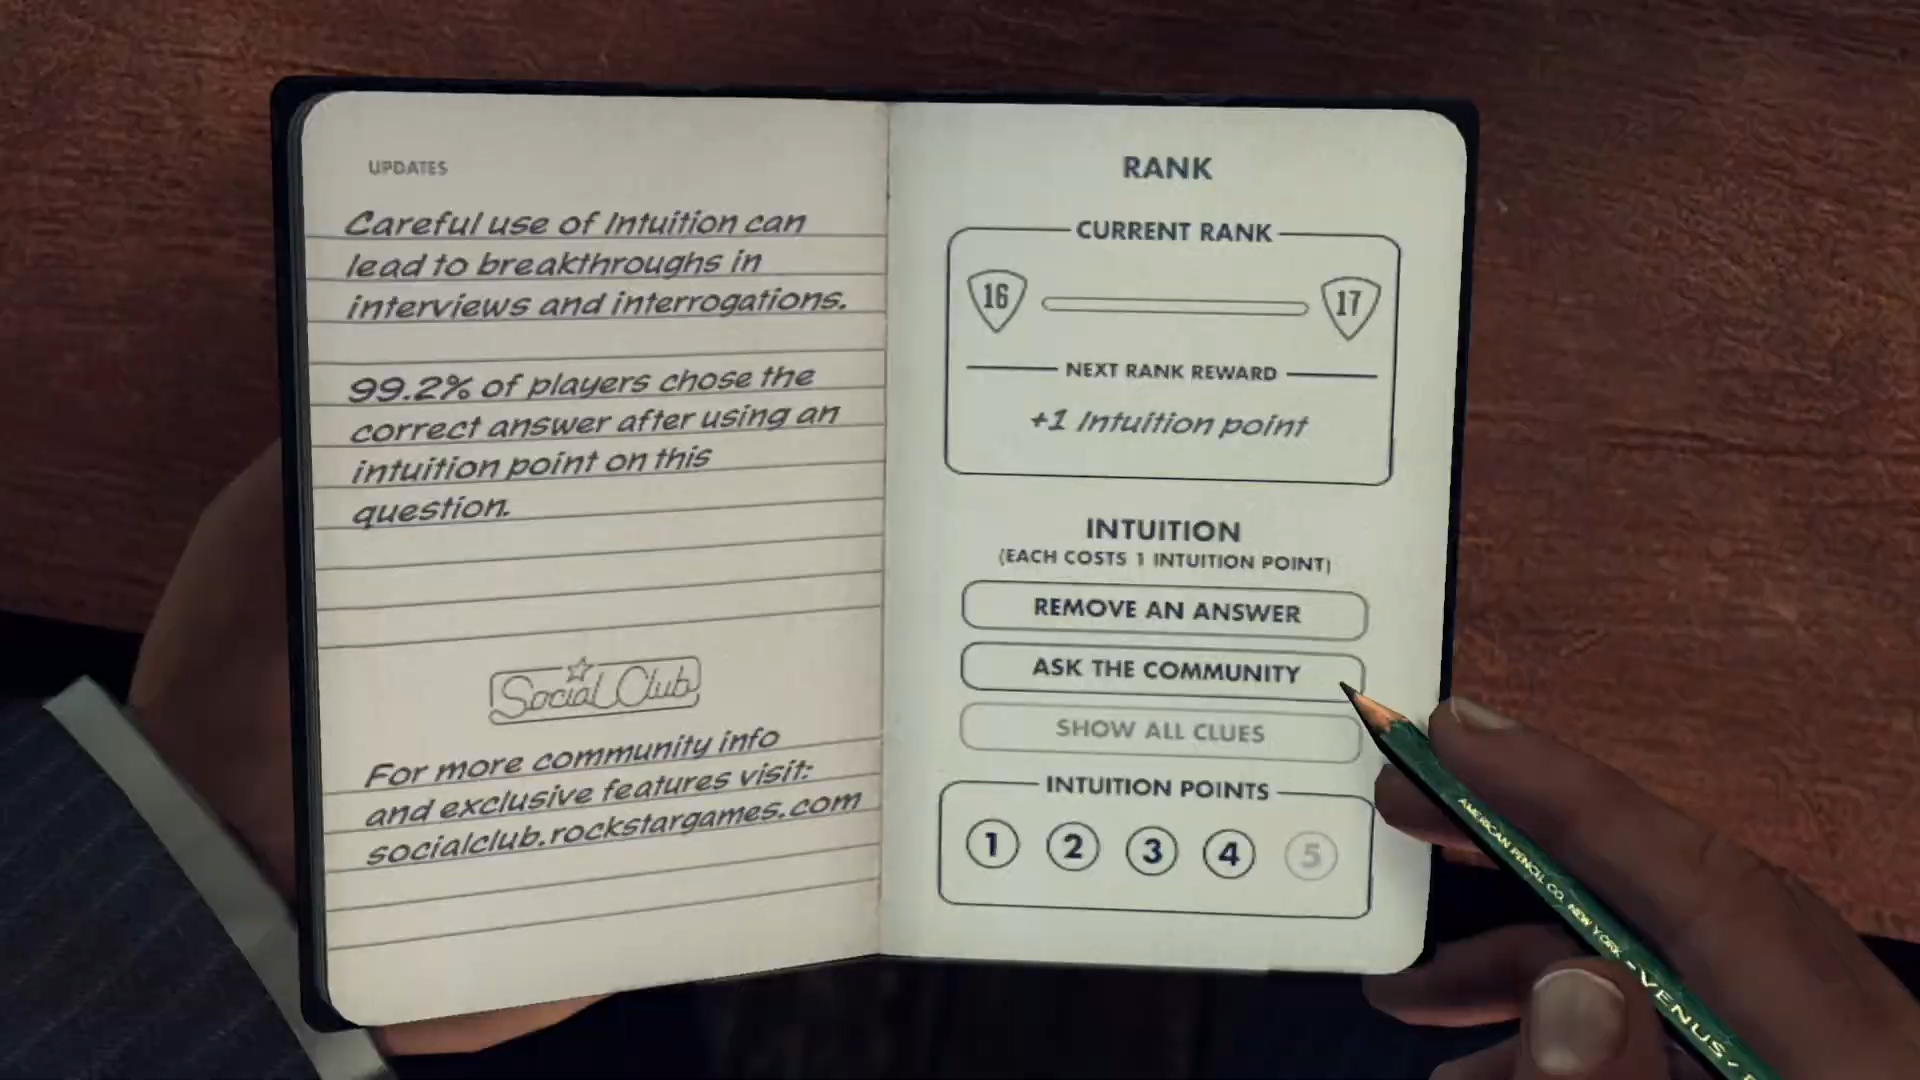 UPDATES
Careful use of Intuition can
lead to breakthroughs in
interviews and interrogations.
99.2% of players chose the
correct answer after using an
intuition point on this
question.
Social Club
For more community info
and exclusive features visit:
socialclub.rockstargames.com
RANK
CURRENT RANK
16
17
NEXT RANK REWARD
+1 Intuition point
INTUITION
(EACH COSTS 1 INTUITION POINT)
REMOVE AN ANSWER
ASK THE COMMUNITY
SHOW ALL CLUES
INTUITION POINTS
1 2 3 4 5
AMERICAN PENCIL CO. NEW YORK - VENUS